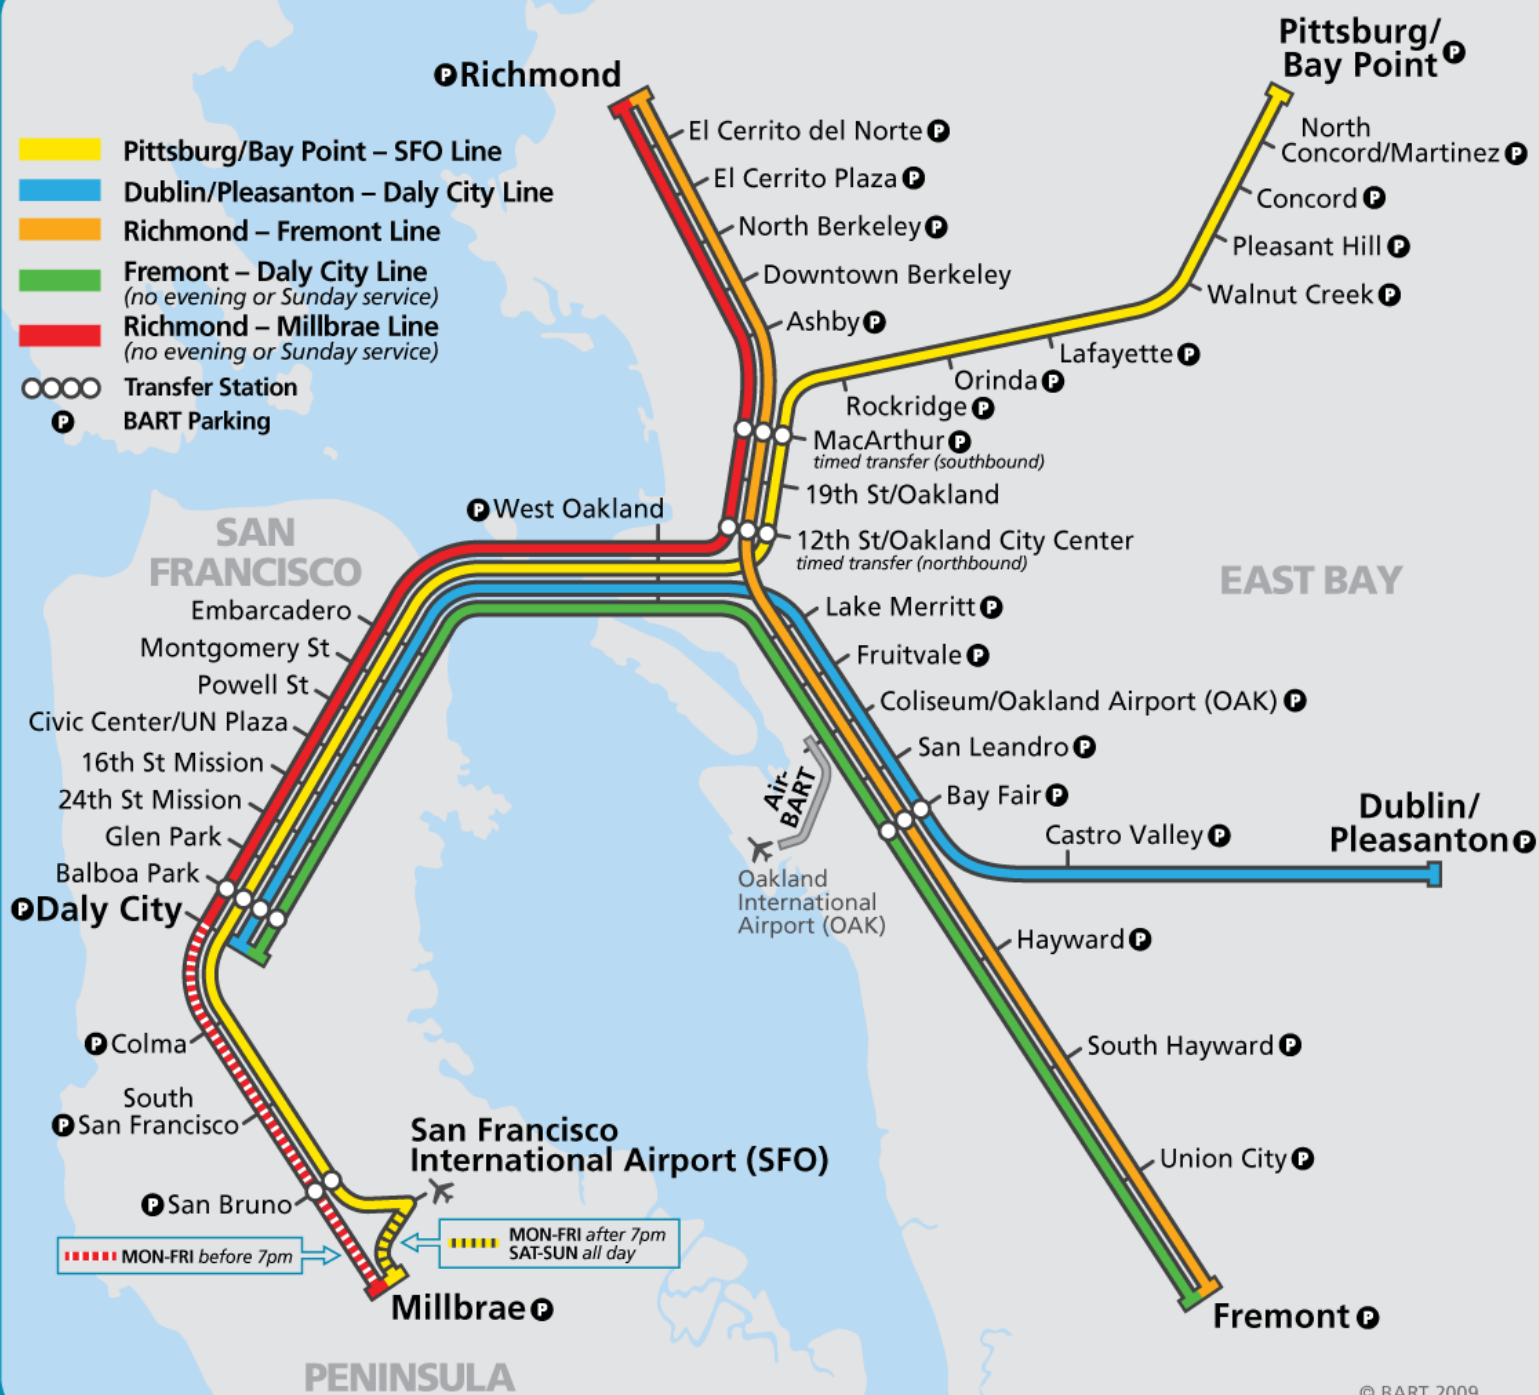 Pittsburg/
Bay Point P
P Richmond
North
Concord/Martinez P
El Cerrito del Norte P
Pittsburg/Bay Point – SFO Line
El Cerrito Plaza P
Dublin/Pleasanton – Daly City Line
Concord P
North Berkeley P
Richmond – Fremont Line
Pleasant Hill P
Fremont – Daly City Line
(no evening or Sunday service)
Downtown Berkeley
Walnut Creek P
Richmond – Millbrae Line
(no evening or Sunday service)
Ashby P
Lafayette P
Transfer Station
Orinda P
P BART Parking
Rockridge P
MacArthur P
timed transfer (southbound)
19th St/Oakland
P West Oakland
SAN
FRANCISCO
12th St/Oakland City Center
timed transfer (northbound)
EAST BAY
Embarcadero
Lake Merritt P
Montgomery St
Fruitvale P
Powell St
Coliseum/Oakland Airport (OAK) P
Civic Center/UN Plaza
San Leandro P
16th St Mission
Air-
BART
24th St Mission
Bay Fair P
Dublin/
Pleasanton P
Glen Park
Castro Valley P
Balboa Park
Oakland
International
Airport (OAK)
P Daly City
Hayward P
P Colma
South Hayward P
South
P San Francisco
San Francisco
International Airport (SFO)
Union City P
P San Bruno
MON-FRI after 7pm
SAT-SUN all day
MON-FRI before 7pm
Millbrae P
Fremont P
PENINSULA
© BART 2009